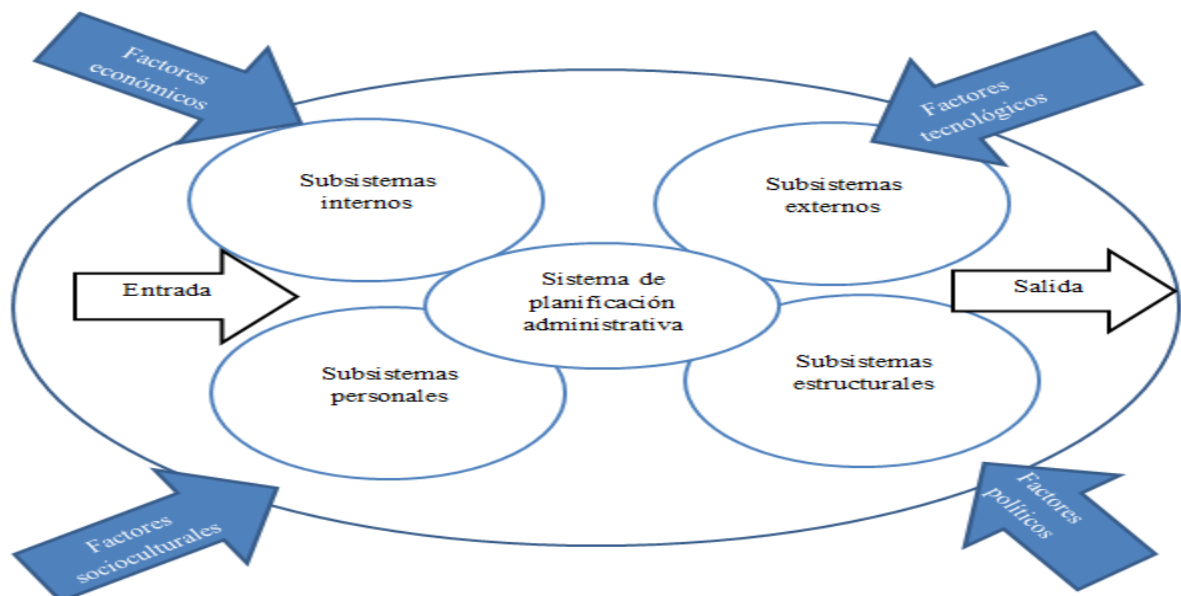 Factores
económicos
Factores
tecnológicos
Subsistemas
internos
Subsistemas
externos
Entrada
Sistema de
planificación
administrativa
Salida
Subsistemas
personales
Subsistemas
estructurales
Factores
socioculturales
Factores
políticos